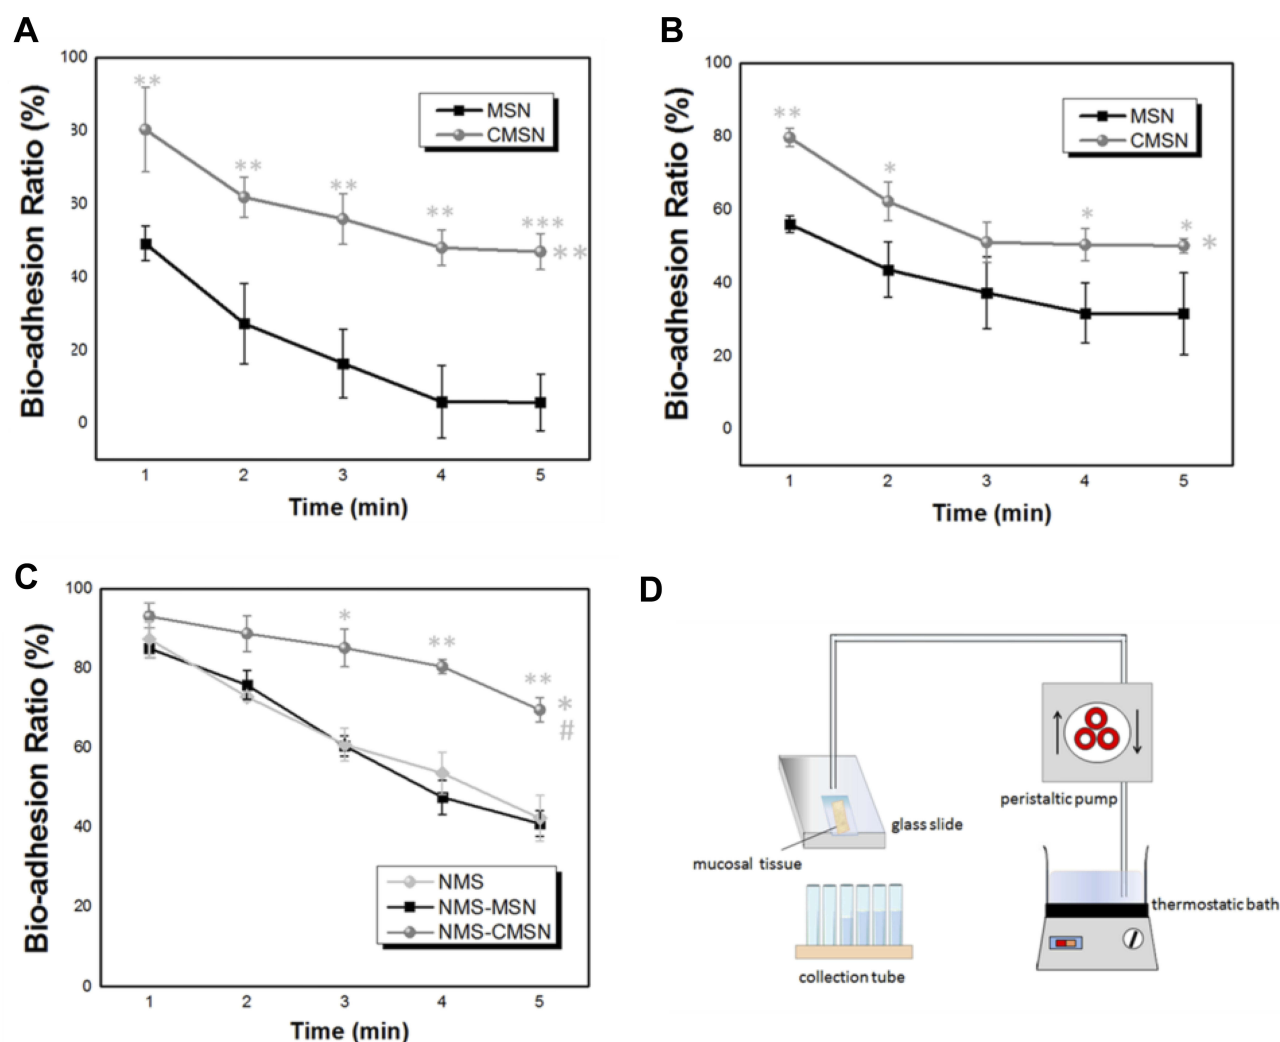 A
Bio-adhesion Ratio (%)
100
30
30
40
20
0
**
**
**
**
***
**
MSN
CMSN
1 2 3 4 5
Time (min)
B
Bio-adhesion Ratio (%)
100
80
60
40
20
0
**
*
*
*
*
MSN
CMSN
1 2 3 4 5
Time (min)
C
Bio-adhesion Ratio (%)
100
80
60
40
20
0
*
**
**
*
#
NMS
NMS-MSN
NMS-CMSN
1 2 3 4 5
Time (min)
D
peristaltic pump
glass slide
mucosal tissue
thermostatic bath
collection tube